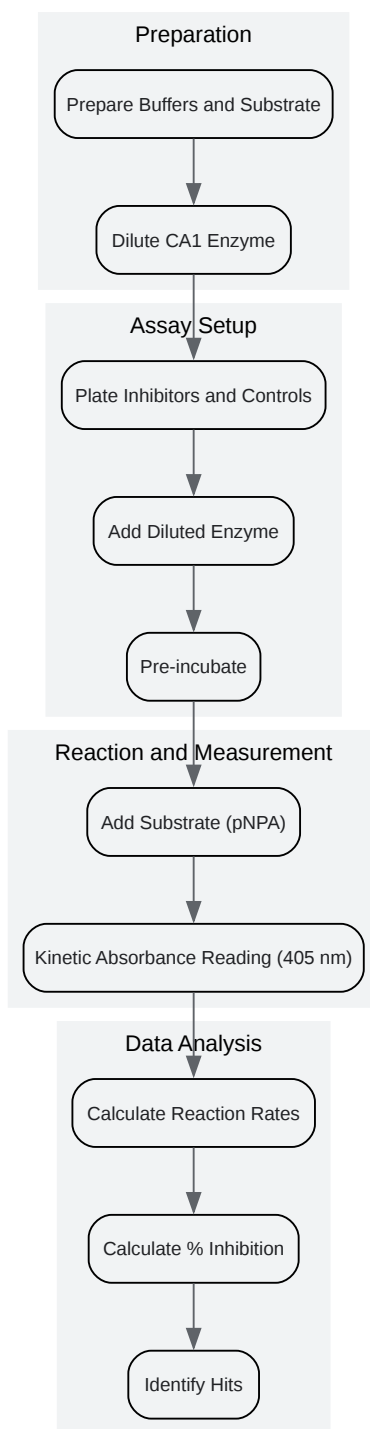 Preparation
Prepare Buffers and Substrate
Dilute CA1 Enzyme
Assay Setup
Plate Inhibitors and Controls
Add Diluted Enzyme
Pre-incubate
Reaction and Measurement
Add Substrate (pNPA)
Kinetic Absorbance Reading (405 nm)
Data Analysis
Calculate Reaction Rates
Calculate % Inhibition
Identify Hits